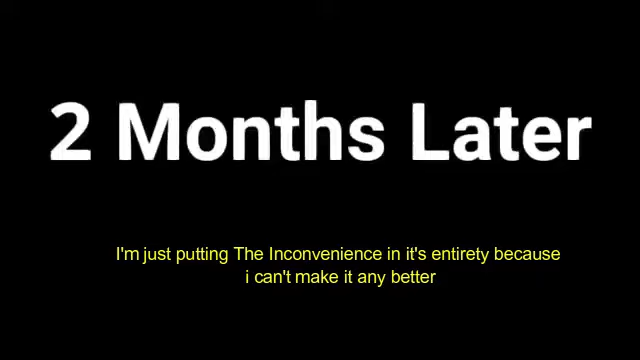 2 Months Later
I'm just putting The Inconvenience in it's entirety because
i can't make it any better